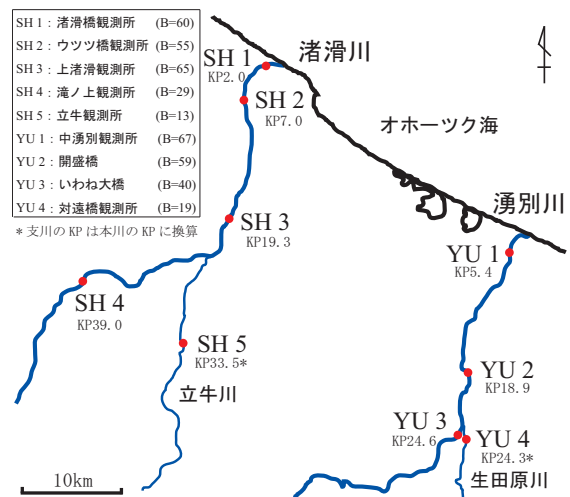 SH 1：渚滑橋観測所 (B=60)
SH 2：ウツツ橋観測所 (B=55)
SH 3：上渚滑観測所 (B=65)
SH 4：滝ノ上観測所 (B=29)
SH 5：立牛観測所 (B=13)
YU 1：中湧別観測所 (B=67)
YU 2：開盛橋 (B=59)
YU 3：いわね大橋 (B=40)
YU 4：対遠橋観測所 (B=19)
* 支川の KP は本川の KP に換算
渚滑川
SH 1
KP2.0
SH 2
KP7.0
オホーツク海
湧別川
SH 3
KP19.3
YU 1
KP5.4
SH 4
KP39.0
SH 5
KP33.5*
立牛川
YU 2
KP18.9
YU 3
KP24.6
YU 4
KP24.3*
生田原川
10km